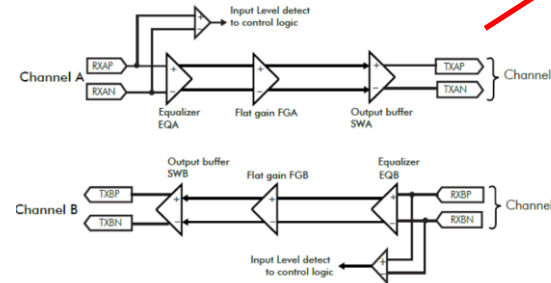 Input Level detect
to control logic
RXAP
TXAP
Channel A
Channel
RXAN
TXAN
+
−
+
−
+
−
+
−
Equalizer
EQA
Flat gain FGA
Output buffer
SWA
Output buffer
SWB
Flat gain FGB
Equalizer
EQB
TXBP
RXBP
Channel B
Channel
TXBN
RXBN
+
−
+
−
+
−
Input Level detect
to control logic
+
−